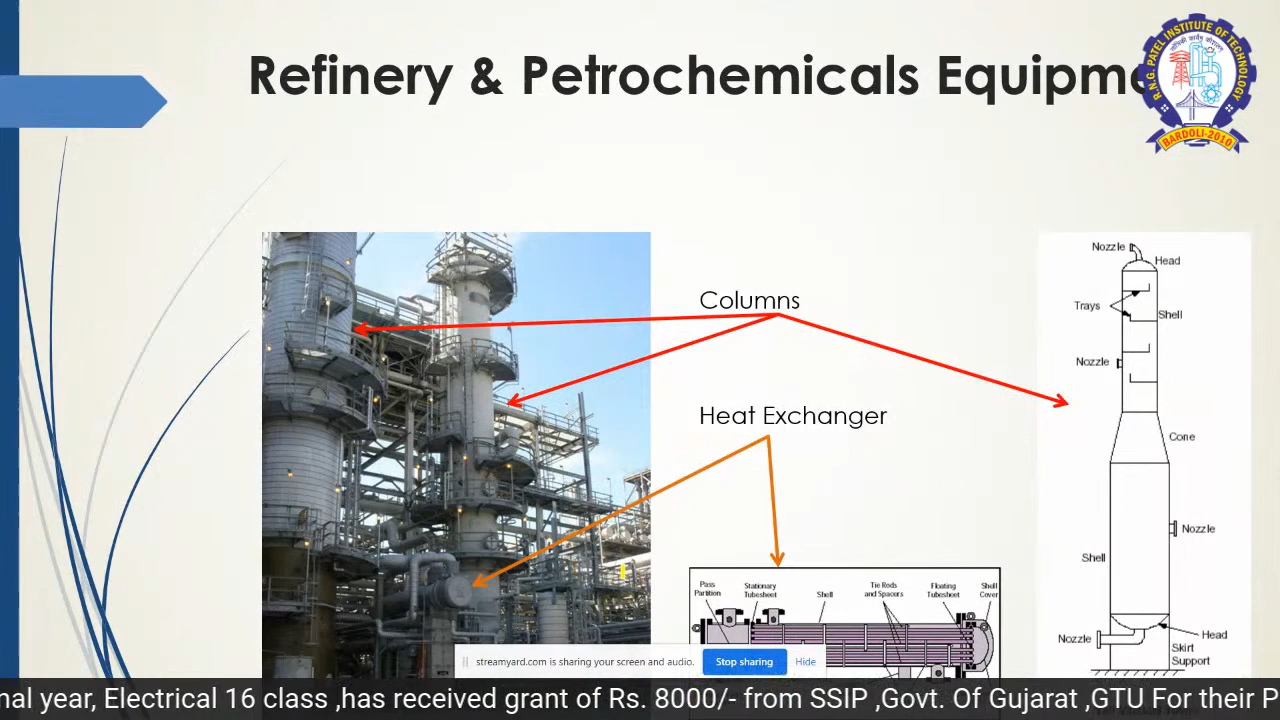 Refinery & Petrochemicals Equipme
R.N.G. PATEL INSTITUTE OF TECHNOLOGY
BARDOLI-2010
Columns
Heat Exchanger
Nozzle
Head
Trays
Shell
Nozzle
Cone
Nozzle
Shell
Nozzle
Head
Skirt
Support
Pass
Partition
Stationary
Tubesheet
Shell
Tie Rods
and Spacers
Floating
Tubesheet
Shell
Cover
streamyard.com is sharing your screen and audio.
Stop sharing
Hide
nal year, Electrical 16 class ,has received grant of Rs. 8000/- from SSIP ,Govt. Of Gujarat ,GTU For their P